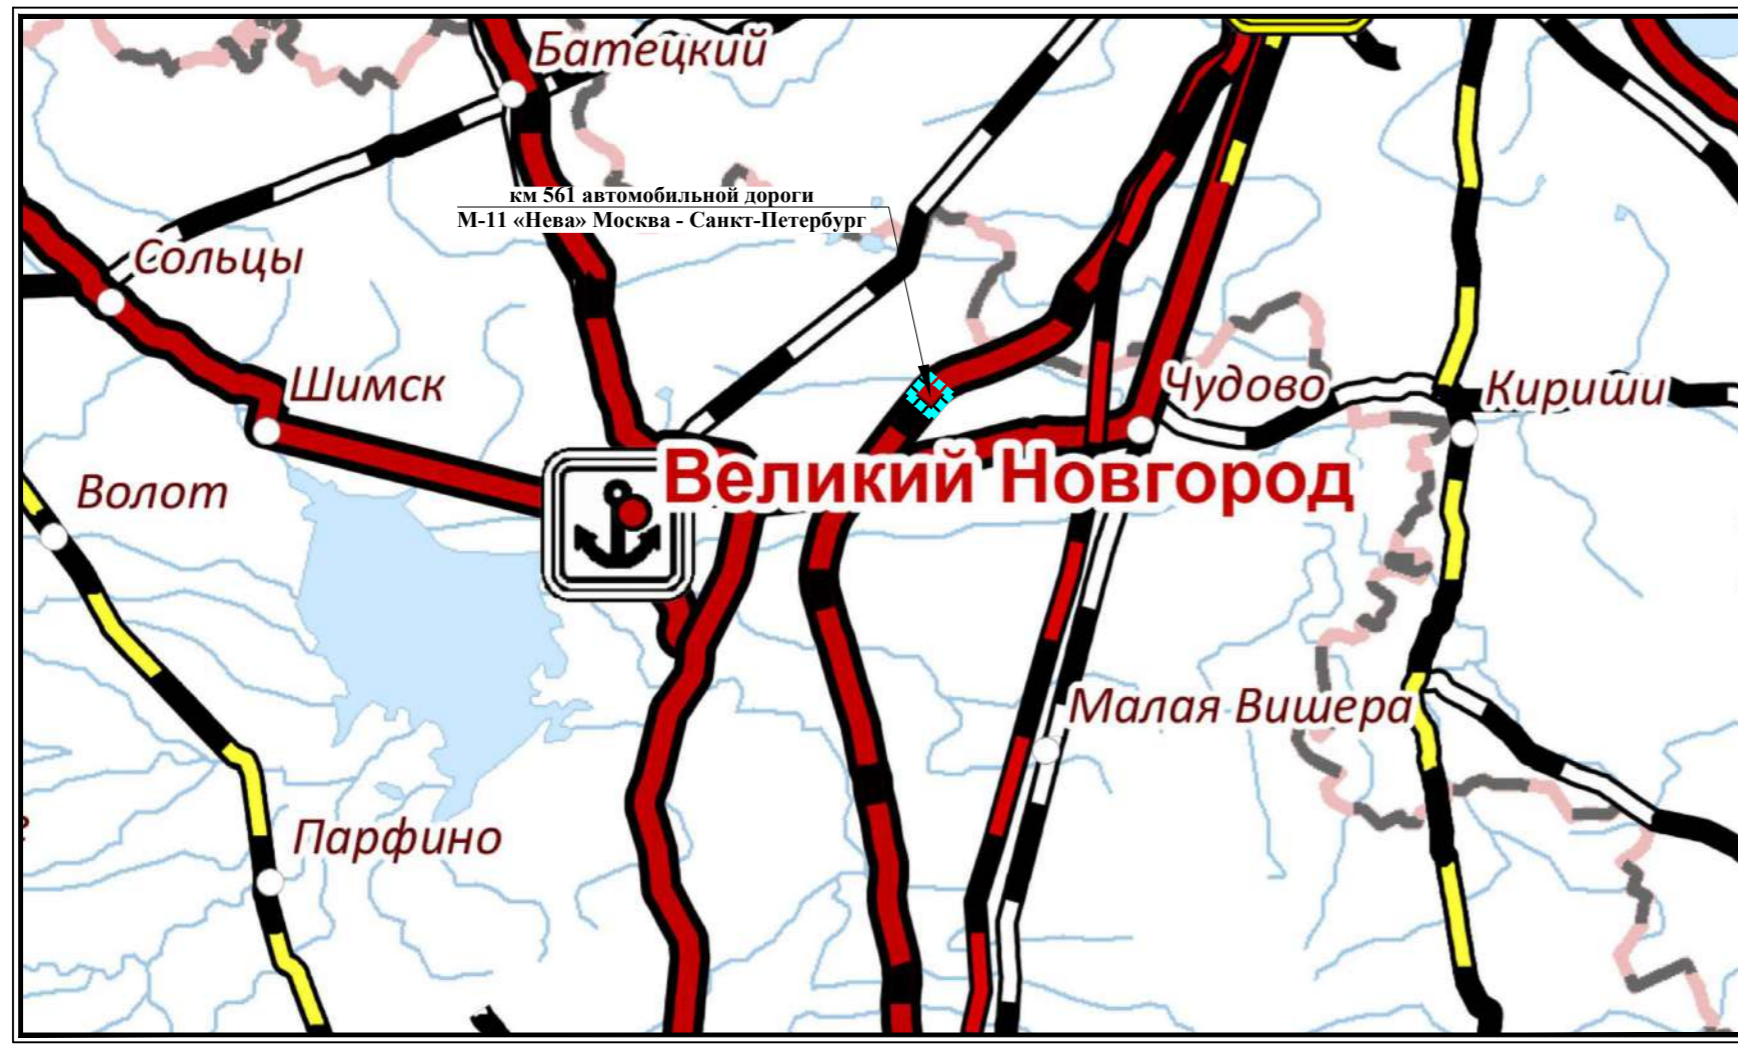 Батецкий
км 561 автомобильной дороги
М-11 «Нева» Москва - Санкт-Петербург
Сольцы
Шимск
Чудово
Кириши
Великий Новгород
Волот
Малая Вишера
Парфино